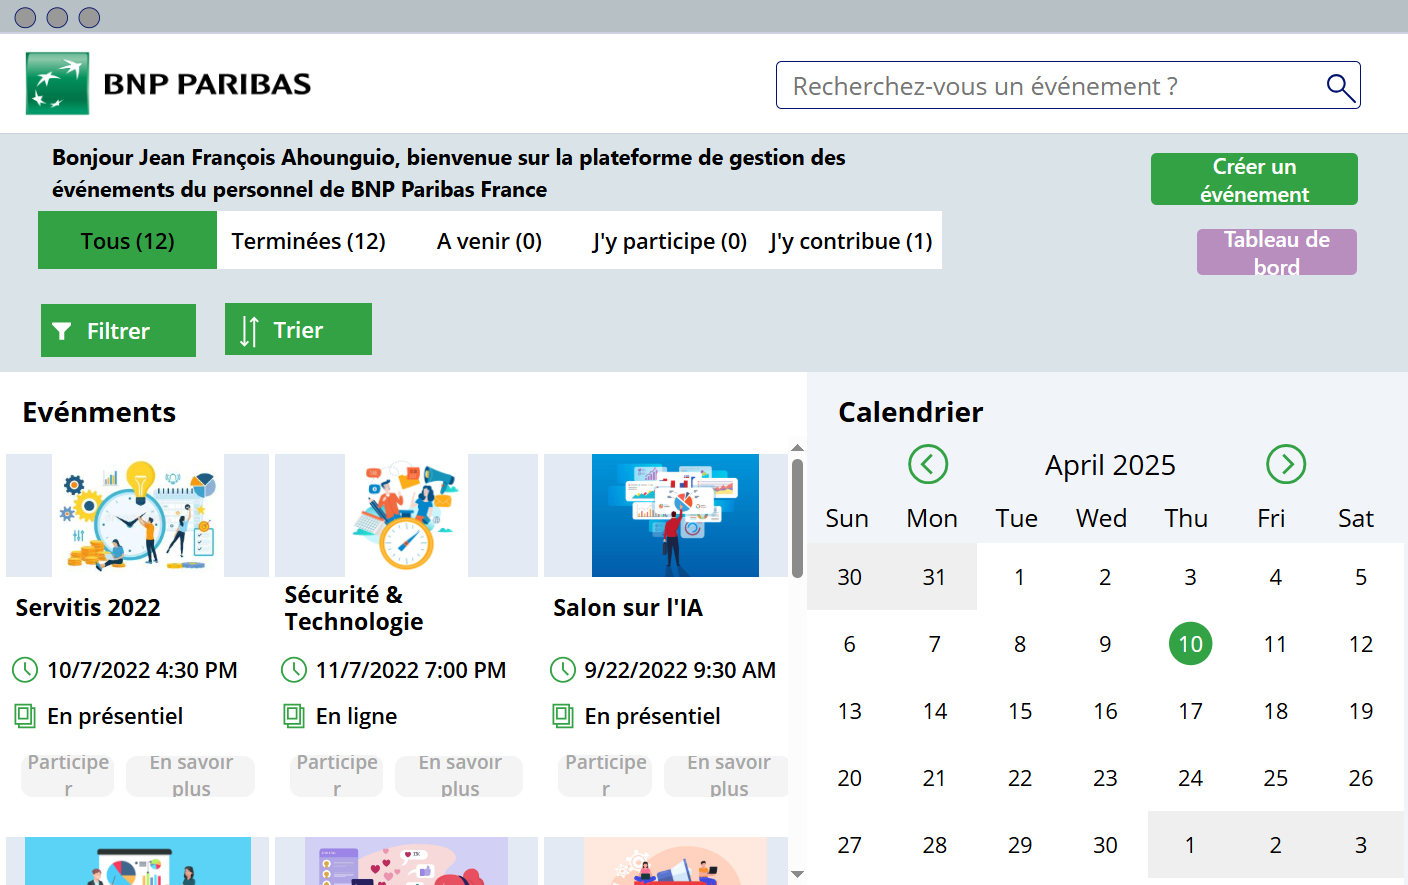 BNP PARIBAS
Recherchez-vous un événement ?
Bonjour Jean François Ahounguio, bienvenue sur la plateforme de gestion des
événements du personnel de BNP Paribas France
Créer un
événement
Tableau de
bord
Tous (12) Terminées (12) A venir (0) J'y participe (0) J'y contribue (1)
Filtrer Trier
Evénments
Servitis 2022
10/7/2022 4:30 PM
En présentiel
Participe
r
En savoir
plus
Sécurité &
Technologie
11/7/2022 7:00 PM
En ligne
Participe
r
En savoir
plus
Salon sur l'IA
9/22/2022 9:30 AM
En présentiel
Participe
r
En savoir
plus
Calendrier
April 2025
Sun Mon Tue Wed Thu Fri Sat
30 31 1 2 3 4 5
6 7 8 9 10 11 12
13 14 15 16 17 18 19
20 21 22 23 24 25 26
27 28 29 30 1 2 3